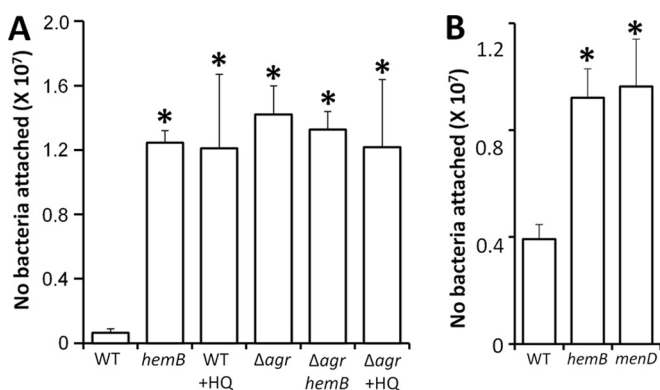 A
No bacteria attached (X 10⁷)
2.0
1.6
1.2
0.8
0.4
0
* * * * *
WT hemB WT Δagr Δagr Δagr
+HQ hemB +HQ
B
No bacteria attached (X 10⁷)
1.2
0.8
0.4
0
* *
WT hemB menD